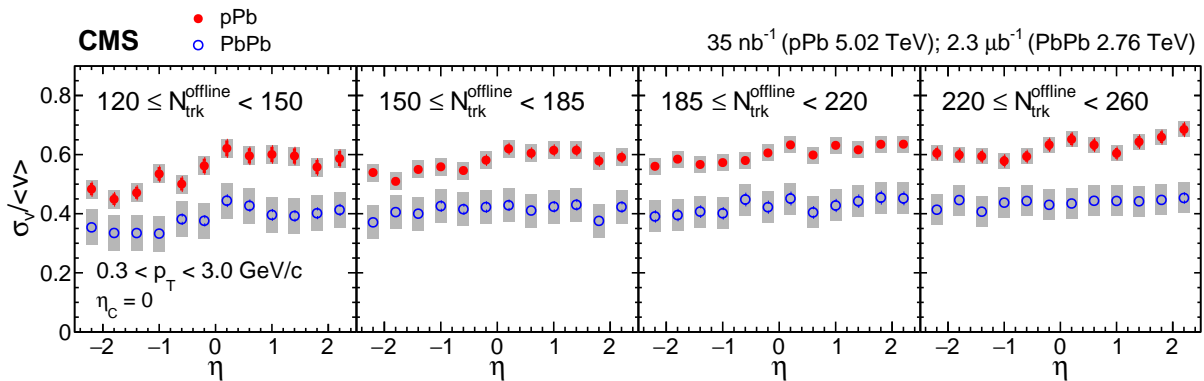 pPb
CMS PbPb 35 nb⁻¹ (pPb 5.02 TeV); 2.3 μb⁻¹ (PbPb 2.76 TeV)
0.8 120 ≤ N_trk^offline < 150 150 ≤ N_trk^offline < 185 185 ≤ N_trk^offline < 220 220 ≤ N_trk^offline < 260
0.6
σ_v/<v>
0.4
0.2 0.3 < p_T < 3.0 GeV/c
η_C = 0
0
−2 −1 0 1 2 −2 −1 0 1 2 −2 −1 0 1 2 −2 −1 0 1 2
η η η η